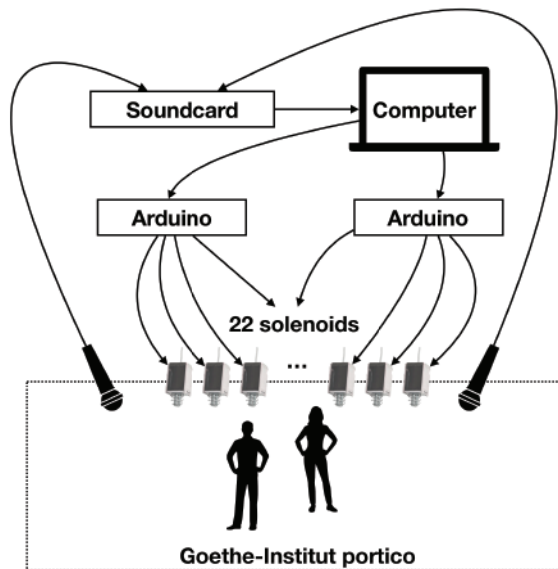 Soundcard
Computer
Arduino
Arduino
22 solenoids
...
Goethe-Institut portico